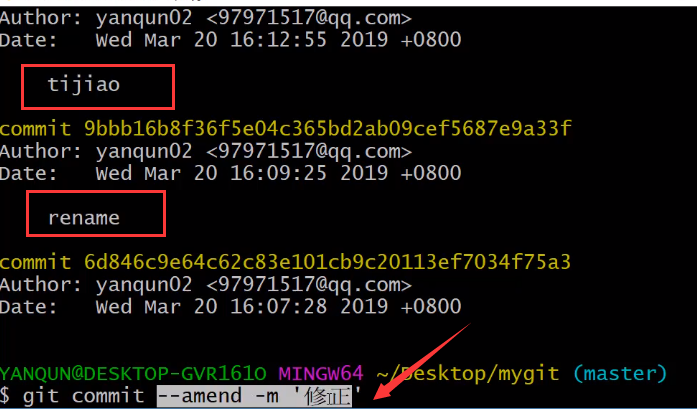 Author: yanqun02 <97971517@qq.com>
Date:   Wed Mar 20 16:12:55 2019 +0800
tijiao
commit 9bbb16b8f36f5e04c365bd2ab09cef5687e9a33f
Author: yanqun02 <97971517@qq.com>
Date:   Wed Mar 20 16:09:25 2019 +0800
rename
commit 6d846c9e64c62c83e101cb9c20113ef7034f75a3
Author: yanqun02 <97971517@qq.com>
Date:   Wed Mar 20 16:07:28 2019 +0800
YANQUN@DESKTOP-GVR161O MINGW64 ~/Desktop/mygit (master)
$ git commit --amend -m '修正'